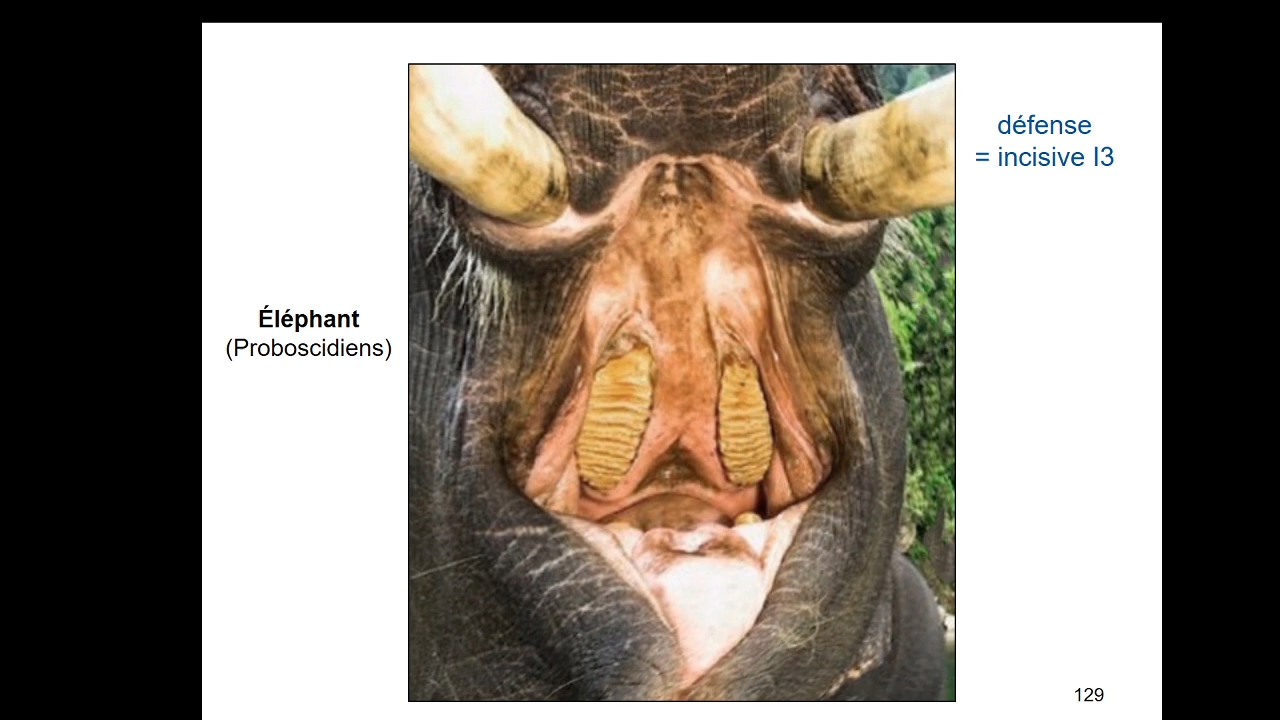 défense
= incisive I3
Éléphant
(Proboscidiens)
129